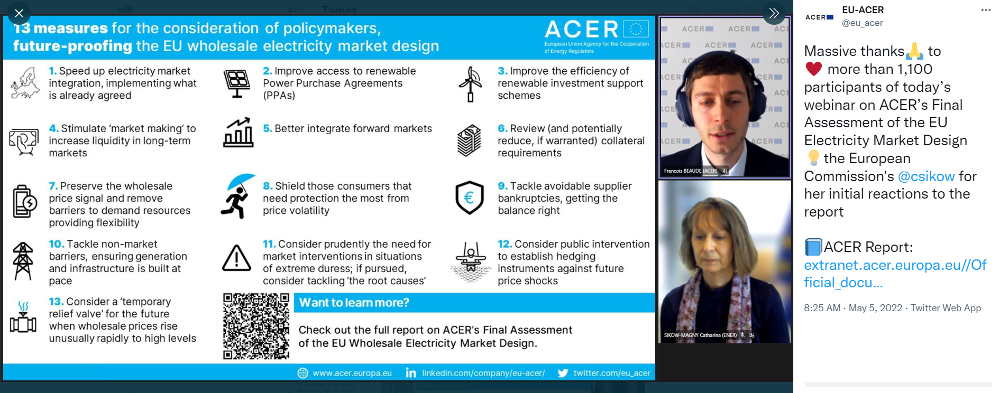 Tweet
Search Twit
13 measures for the consideration of policymakers,
future-proofing the EU wholesale electricity market design
ACER
European Union Agency for the Cooperation
of Energy Regulators
1. Speed up electricity market
integration, implementing what
is already agreed
2. Improve access to renewable
Power Purchase Agreements
(PPAs)
3. Improve the efficiency of
renewable investment support
schemes
4. Stimulate ‘market making’ to
increase liquidity in long-term
markets
5. Better integrate forward markets
6. Review (and potentially
reduce, if warranted) collateral
requirements
7. Preserve the wholesale
price signal and remove
barriers to demand resources
providing flexibility
8. Shield those consumers that
need protection the most from
price volatility
€
9. Tackle avoidable supplier
bankruptcies, getting the
balance right
10. Tackle non-market
barriers, ensuring generation
and infrastructure is built at
pace
11. Consider prudently the need for
market interventions in situations
of extreme duress; if pursued,
consider tackling ‘the root causes’
12. Consider public intervention
to establish hedging
instruments against future
price shocks
13. Consider a ‘temporary
relief valve’ for the future
when wholesale prices rise
unusually rapidly to high levels
Want to learn more?
Check out the full report on ACER’s Final Assessment
of the EU Wholesale Electricity Market Design.
www.acer.europa.eu
linkedin.com/company/eu-acer/
twitter.com/eu_acer
ACER ACER ACE
ACER ACER ACER
Francois BEAUDE (ACER)
SIKOW-MAGNY Catharina (ENER)
ACER
EU-ACER
@eu_acer
Massive thanks🙏 to
❤️ more than 1,100
participants of today’s
webinar on ACER’s Final
Assessment of the EU
Electricity Market Design
💡the European
Commission's @csikow for
her initial reactions to the
report
📘ACER Report:
extranet.acer.europa.eu//Of
ficial_docu…
8:25 AM · May 5, 2022 · Twitter Web App